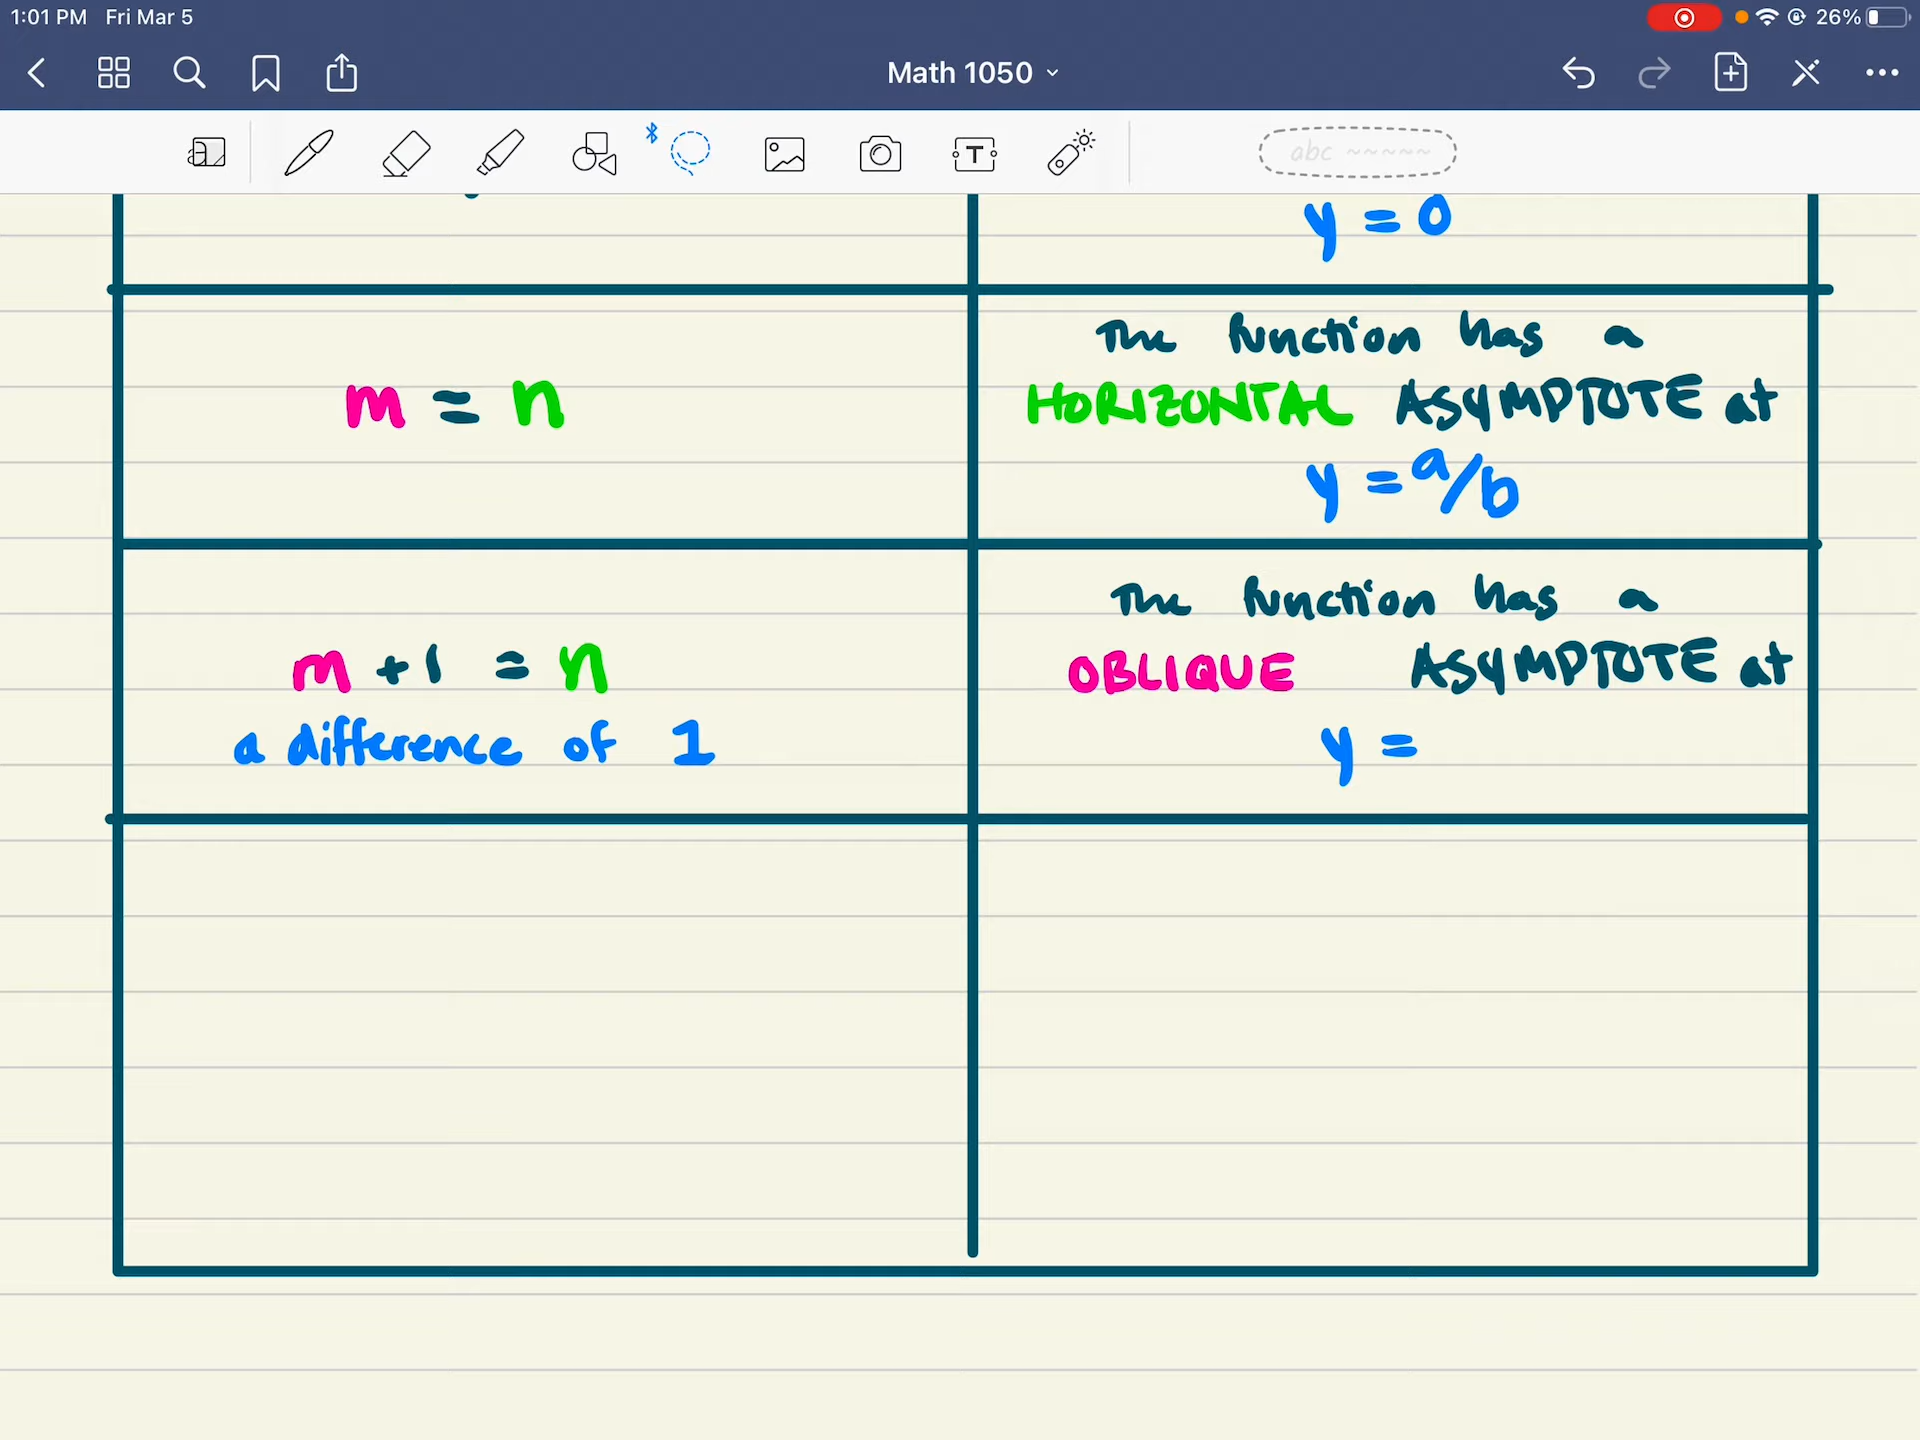 1:01 PM Fri Mar 5
26%
Math 1050
a
T
abc
y = 0
m = n
The function has a
HORIZONTAL ASYMPTOTE at
y = a/b
m + 1 = n
a difference of 1
The function has a
OBLIQUE ASYMPTOTE at
y =